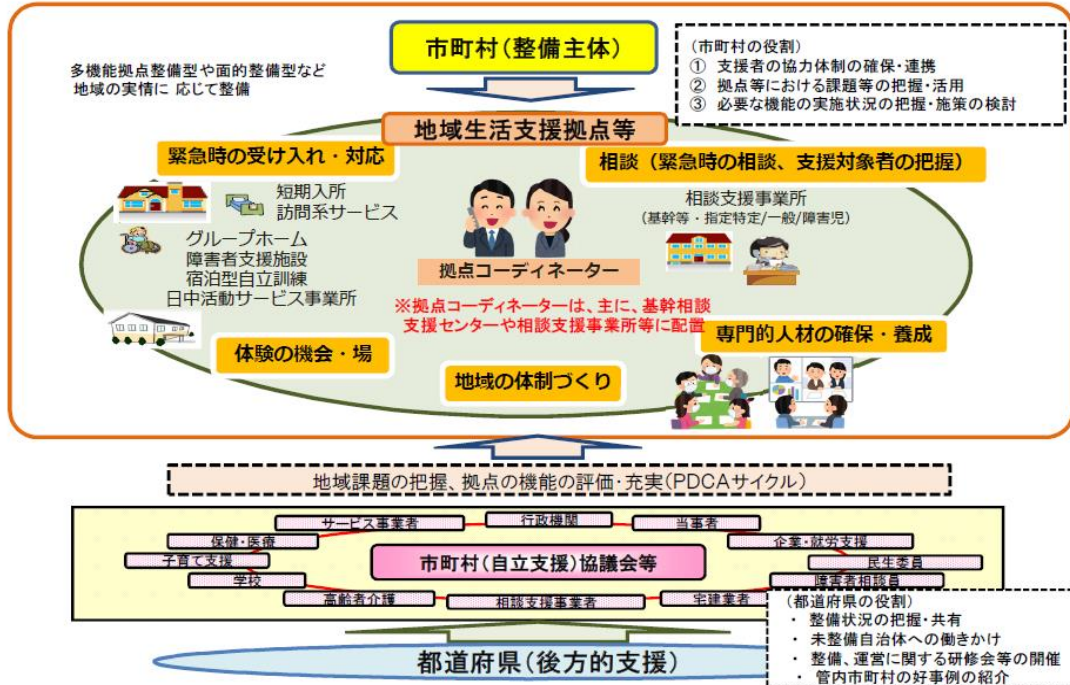 市町村（整備主体）
（市町村の役割）
① 支援者の協力体制の確保・連携
② 拠点等における課題等の把握・活用
③ 必要な機能の実施状況の把握・施策の検討
多機能拠点整備型や面的整備型など
地域の実情に 応じて整備
地域生活支援拠点等
緊急時の受け入れ・対応
短期入所
訪問系サービス
グループホーム
障害者支援施設
宿泊型自立訓練
日中活動サービス事業所
相談（緊急時の相談、支援対象者の把握）
相談支援事業所
（基幹等・指定特定/一般/障害児）
拠点コーディネーター
※拠点コーディネーターは、主に、基幹相談
支援センターや相談支援事業所等に配置
体験の機会・場
地域の体制づくり
専門的人材の確保・養成
地域課題の把握、拠点の機能の評価・充実（PDCAサイクル）
サービス事業者
行政機関
当事者
保健・医療
企業・就労支援
子育て支援
市町村（自立支援）協議会等
民生委員
学校
障害者相談員
高齢者介護
相談支援事業者
宅建業者
都道府県（後方的支援）
（都道府県の役割）
・ 整備状況の把握・共有
・ 未整備自治体への働きかけ
・ 整備、運営に関する研修会等の開催
・ 管内市町村の好事例の紹介